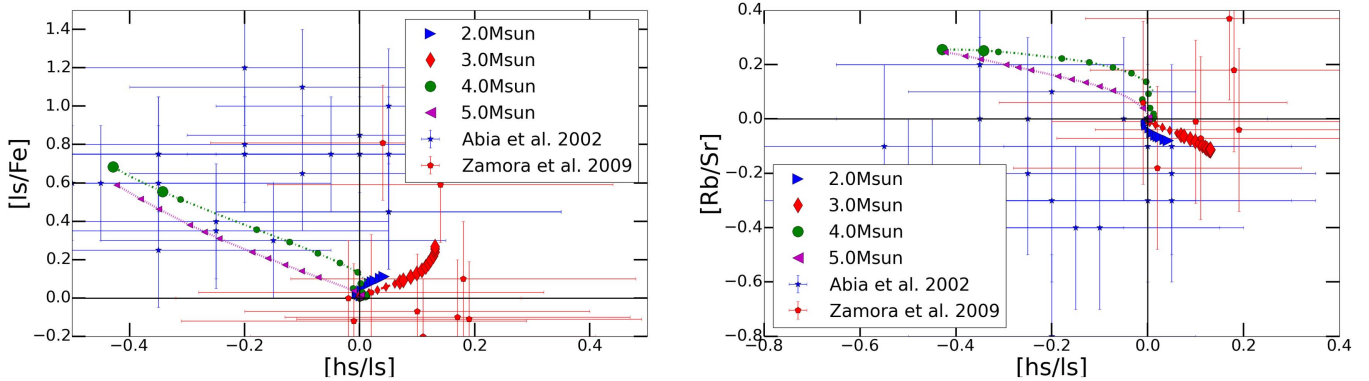 1.4
1.2
1.0
0.8
0.6
0.4
0.2
0.0
−0.2
[ls/Fe]
−0.4
−0.2
0.0
0.2
0.4
[hs/ls]
2.0Msun
3.0Msun
4.0Msun
5.0Msun
Abia et al. 2002
Zamora et al. 2009
0.4
0.2
0.0
−0.2
−0.4
−0.6
−0.8
[Rb/Sr]
−0.8
−0.6
−0.4
−0.2
0.0
0.2
0.4
[hs/ls]
2.0Msun
3.0Msun
4.0Msun
5.0Msun
Abia et al. 2002
Zamora et al. 2009